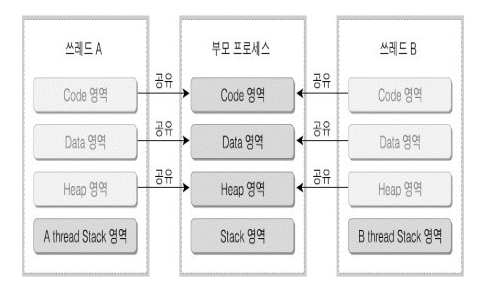 쓰레드 A
부모 프로세스
쓰레드 B
Code 영역
공유
Code 영역
공유
Code 영역
Data 영역
공유
Data 영역
공유
Data 영역
Heap 영역
공유
Heap 영역
공유
Heap 영역
A thread Stack 영역
Stack 영역
B thread Stack 영역